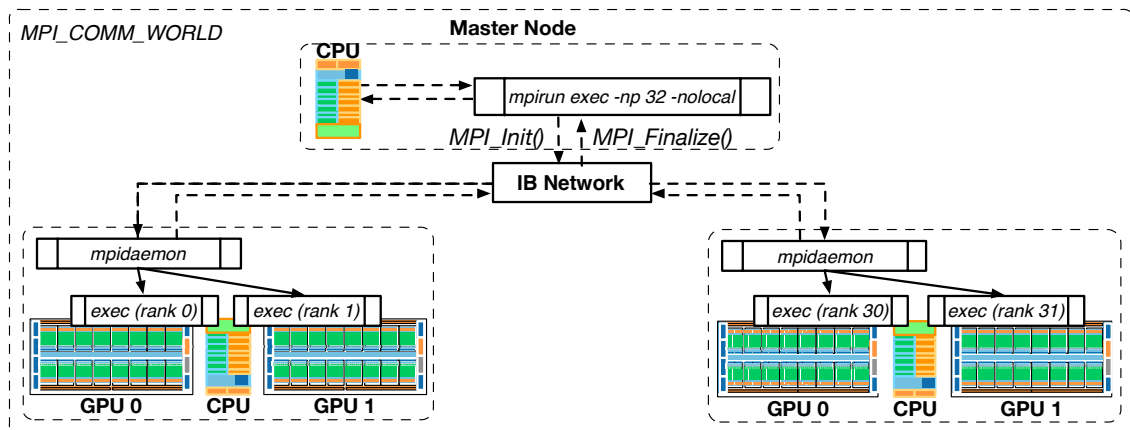 MPI_COMM_WORLD
Master Node
CPU
mpirun exec -np 32 -nolocal
MPI_Init()
MPI_Finalize()
IB Network
mpidaemon
mpidaemon
exec (rank 0)
exec (rank 1)
exec (rank 30)
exec (rank 31)
GPU 0
CPU
GPU 1
GPU 0
CPU
GPU 1